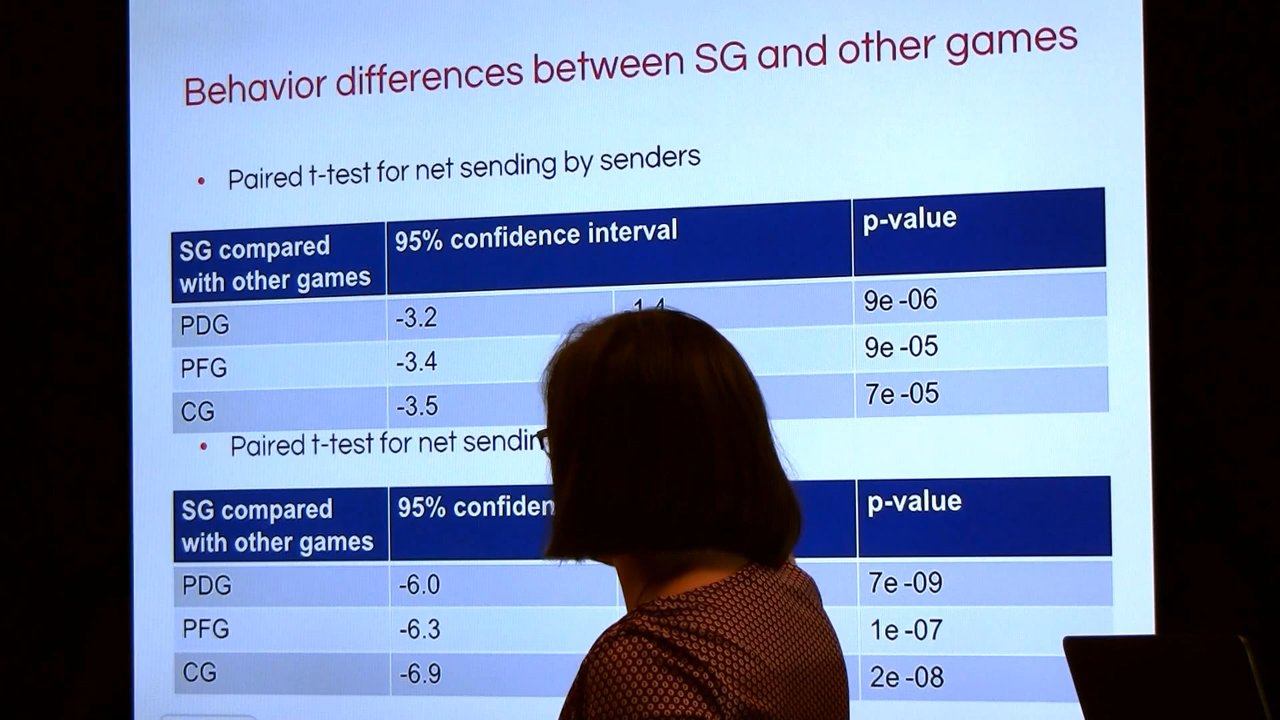 Behavior differences between SG and other games
• Paired t-test for net sending by senders
SG compared with other games 95% confidence interval p-value
PDG -3.2 9e -06
PFG -3.4 9e -05
CG -3.5 7e -05
• Paired t-test for net
SG compared with other games 95% p-value
PDG -6.0 7e -09
PFG -6.3 1e -07
CG -6.9 2e -08